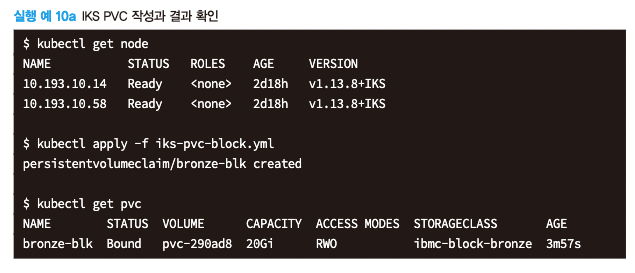 실행 예 10a IKS PVC 작성과 결과 확인
$ kubectl get node
NAME STATUS ROLES AGE VERSION
10.193.10.14 Ready <none> 2d18h v1.13.8+IKS
10.193.10.58 Ready <none> 2d18h v1.13.8+IKS
$ kubectl apply -f iks-pvc-block.yml
persistentvolumeclaim/bronze-blk created
$ kubectl get pvc
NAME STATUS VOLUME CAPACITY ACCESS MODES STORAGECLASS AGE
bronze-blk Bound pvc-290ad8 20Gi RWO ibmc-block-bronze 3m57s